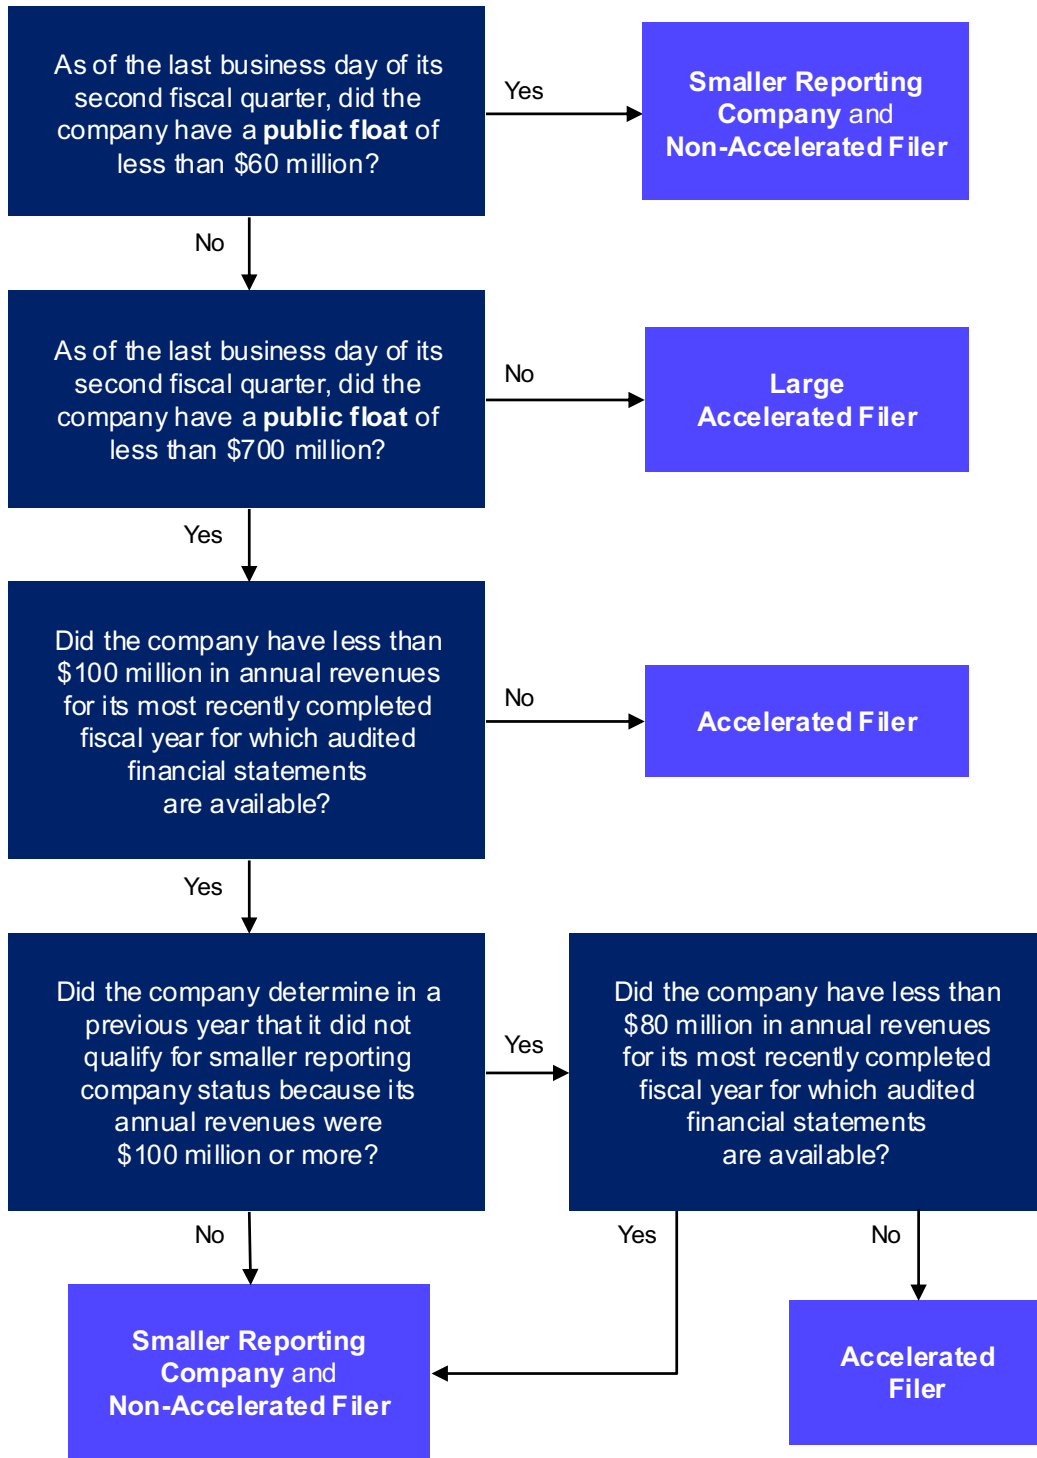 As of the last business day of its
second fiscal quarter, did the
company have a public float of
less than $60 million?
Yes
Smaller Reporting
Company and
Non-Accelerated Filer
No
As of the last business day of its
second fiscal quarter, did the
company have a public float of
less than $700 million?
No
Large
Accelerated Filer
Yes
Did the company have less than
$100 million in annual revenues
for its most recently completed
fiscal year for which audited
financial statements
are available?
No
Accelerated Filer
Yes
Did the company determine in a
previous year that it did not
qualify for smaller reporting
company status because its
annual revenues were
$100 million or more?
Yes
Did the company have less than
$80 million in annual revenues
for its most recently completed
fiscal year for which audited
financial statements
are available?
No
Yes
No
Smaller Reporting
Company and
Non-Accelerated Filer
Accelerated
Filer